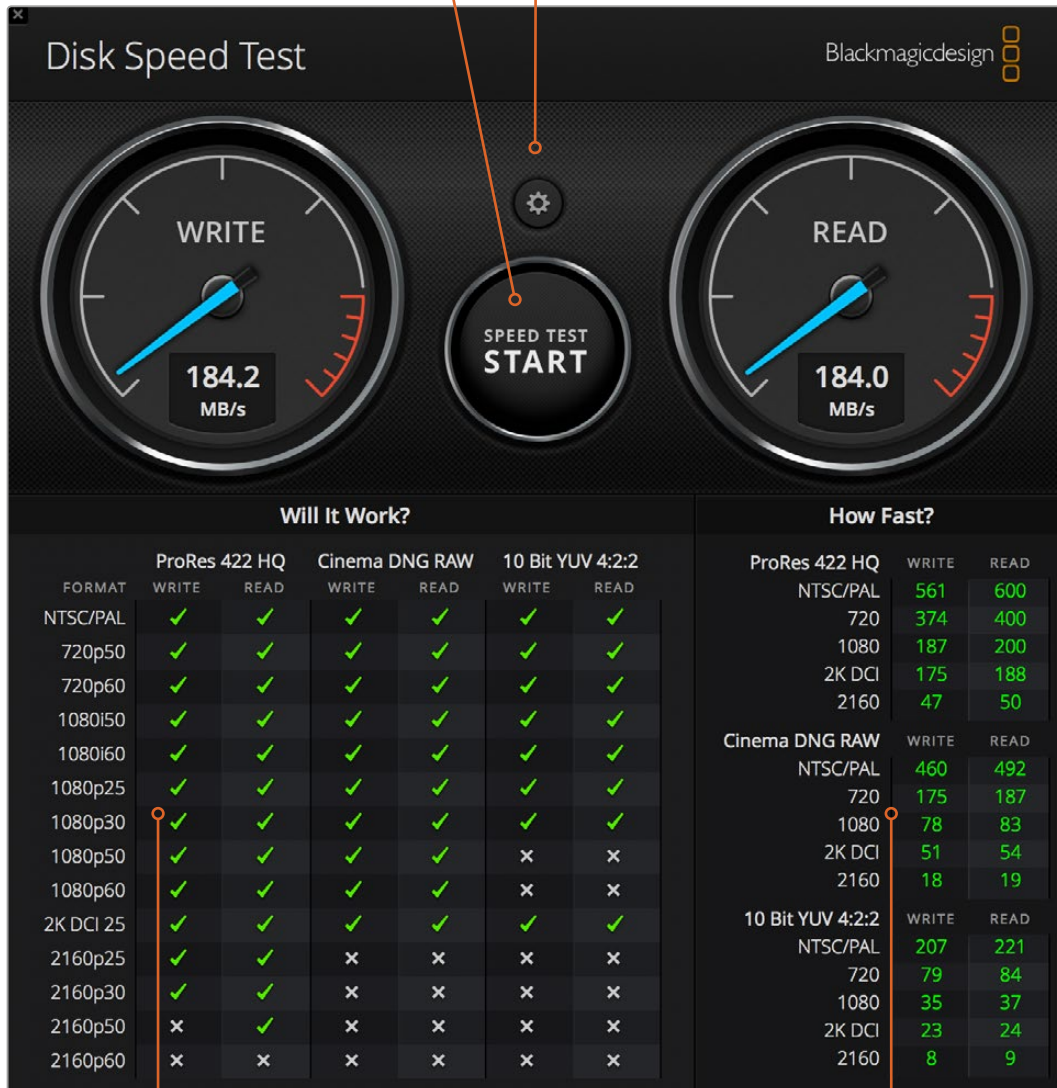 Disk Speed Test
Blackmagicdesign
WRITE
184.2
MB/s
SPEED TEST
START
READ
184.0
MB/s
Will It Work?
ProRes 422 HQ Cinema DNG RAW 10 Bit YUV 4:2:2
FORMAT WRITE READ WRITE READ WRITE READ
NTSC/PAL ✓ ✓ ✓ ✓ ✓ ✓
720p50 ✓ ✓ ✓ ✓ ✓ ✓
720p60 ✓ ✓ ✓ ✓ ✓ ✓
1080i50 ✓ ✓ ✓ ✓ ✓ ✓
1080i60 ✓ ✓ ✓ ✓ ✓ ✓
1080p25 ✓ ✓ ✓ ✓ ✓ ✓
1080p30 ✓ ✓ ✓ ✓ ✓ ✓
1080p50 ✓ ✓ ✓ ✓ × ×
1080p60 ✓ ✓ ✓ ✓ × ×
2K DCI 25 ✓ ✓ ✓ ✓ ✓ ✓
2160p25 ✓ ✓ × × × ×
2160p30 ✓ ✓ × × × ×
2160p50 × ✓ × × × ×
2160p60 × × × × × ×
How Fast?
ProRes 422 HQ WRITE READ
NTSC/PAL 561 600
720 374 400
1080 187 200
2K DCI 175 188
2160 47 50
Cinema DNG RAW WRITE READ
NTSC/PAL 460 492
720 175 187
1080 78 83
2K DCI 51 54
2160 18 19
10 Bit YUV 4:2:2 WRITE READ
NTSC/PAL 207 221
720 79 84
1080 35 37
2K DCI 23 24
2160 8 9